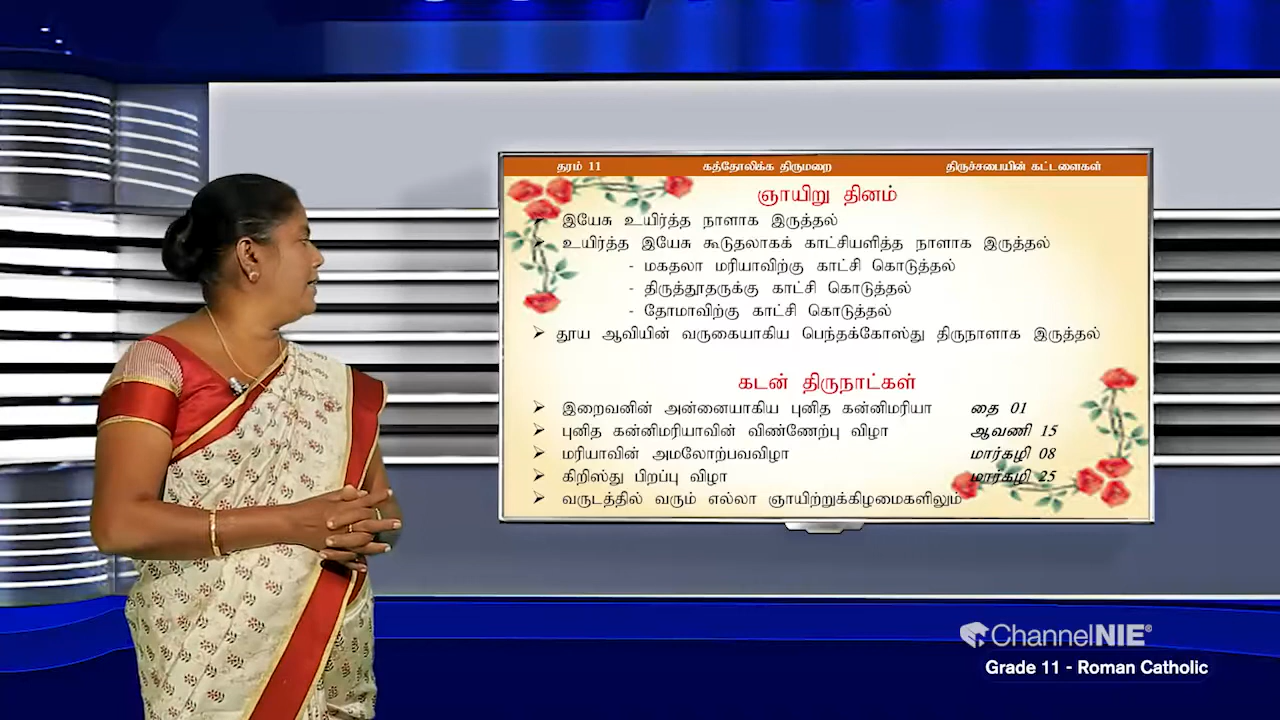 தரம் 11 கத்தோலிக்க திருமறை திருச்சபையின் கட்டளைகள்
ஞாயிறு தினம்
➤ இயேசு உயிர்த்த நாளாக இருத்தல்
➤ உயிர்த்த இயேசு கூடுதலாகக் காட்சியளித்த நாளாக இருத்தல்
- மகதலா மரியாவிற்கு காட்சி கொடுத்தல்
- திருத்தூதருக்கு காட்சி கொடுத்தல்
- தோமாவிற்கு காட்சி கொடுத்தல்
➤ தூய ஆவியின் வருகையாகிய பெந்தக்கோஸ்து திருநாளாக இருத்தல்
கடன் திருநாட்கள்
➤ இறைவனின் அன்னையாகிய புனித கன்னிமரியா தை 01
➤ புனித கன்னிமரியாவின் விண்ணேற்பு விழா ஆவணி 15
➤ மரியாவின் அமலோற்பவவிழா மார்கழி 08
➤ கிறிஸ்து பிறப்பு விழா மார்கழி 25
➤ வருடத்தில் வரும் எல்லா ஞாயிற்றுக்கிழமைகளிலும்
ChannelNIE®
Grade 11 - Roman Catholic